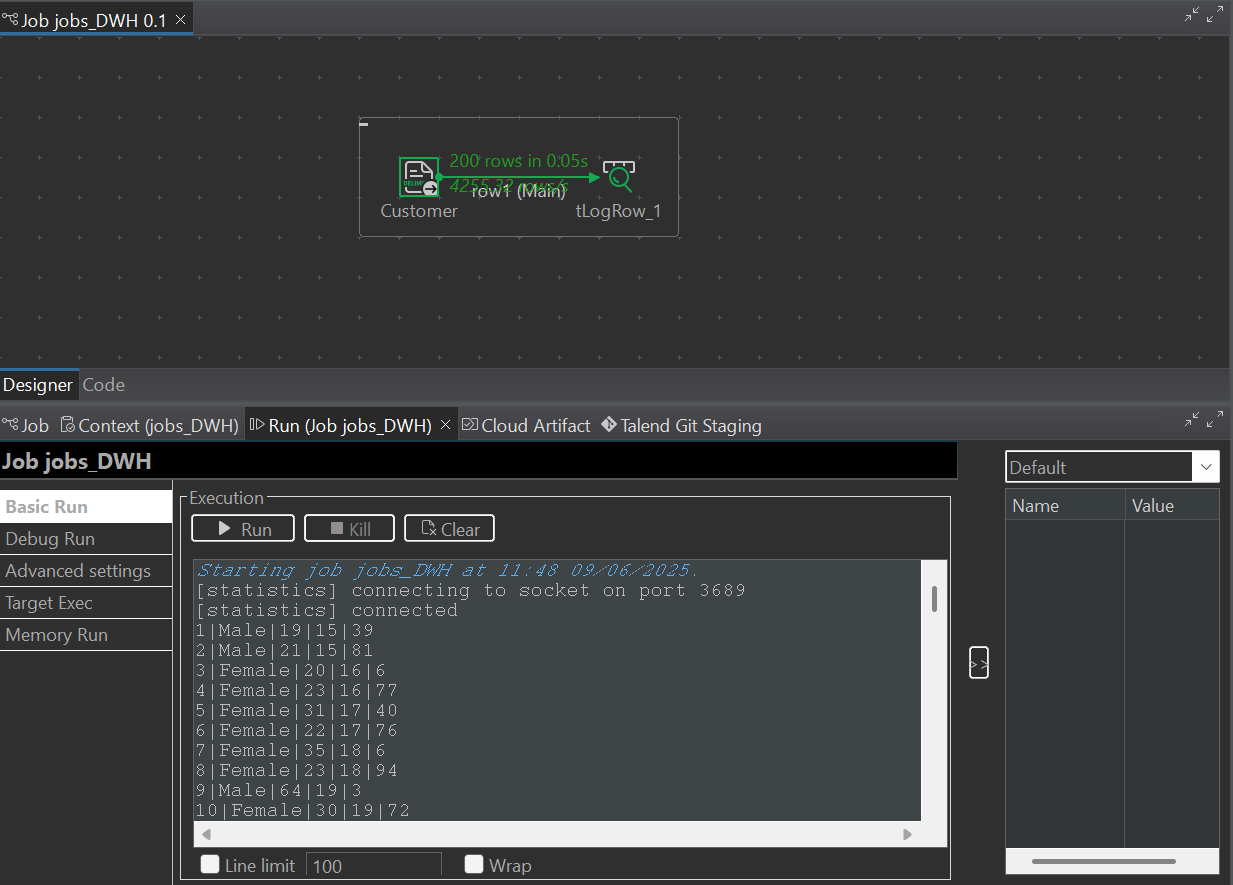 Job jobs_DWH 0.1
200 rows in 0.05s
4255.32 rows/s
row1 (Main)
DELIMITED
Customer
tLogRow_1
Designer Code
Job Context (jobs_DWH) Run (Job jobs_DWH) Cloud Artifact Talend Git Staging
Job jobs_DWH
Default
Name Value
Basic Run
Debug Run
Advanced settings
Target Exec
Memory Run
Execution
Run Kill Clear
Starting job jobs_DWH at 11:48 09/06/2025.
[statistics] connecting to socket on port 3689
[statistics] connected
1|Male|19|15|39
2|Male|21|15|81
3|Female|20|16|6
4|Female|23|16|77
5|Female|31|17|40
6|Female|22|17|76
7|Female|35|18|6
8|Female|23|18|94
9|Male|64|19|3
10|Female|30|19|72
>>
Line limit 100 Wrap